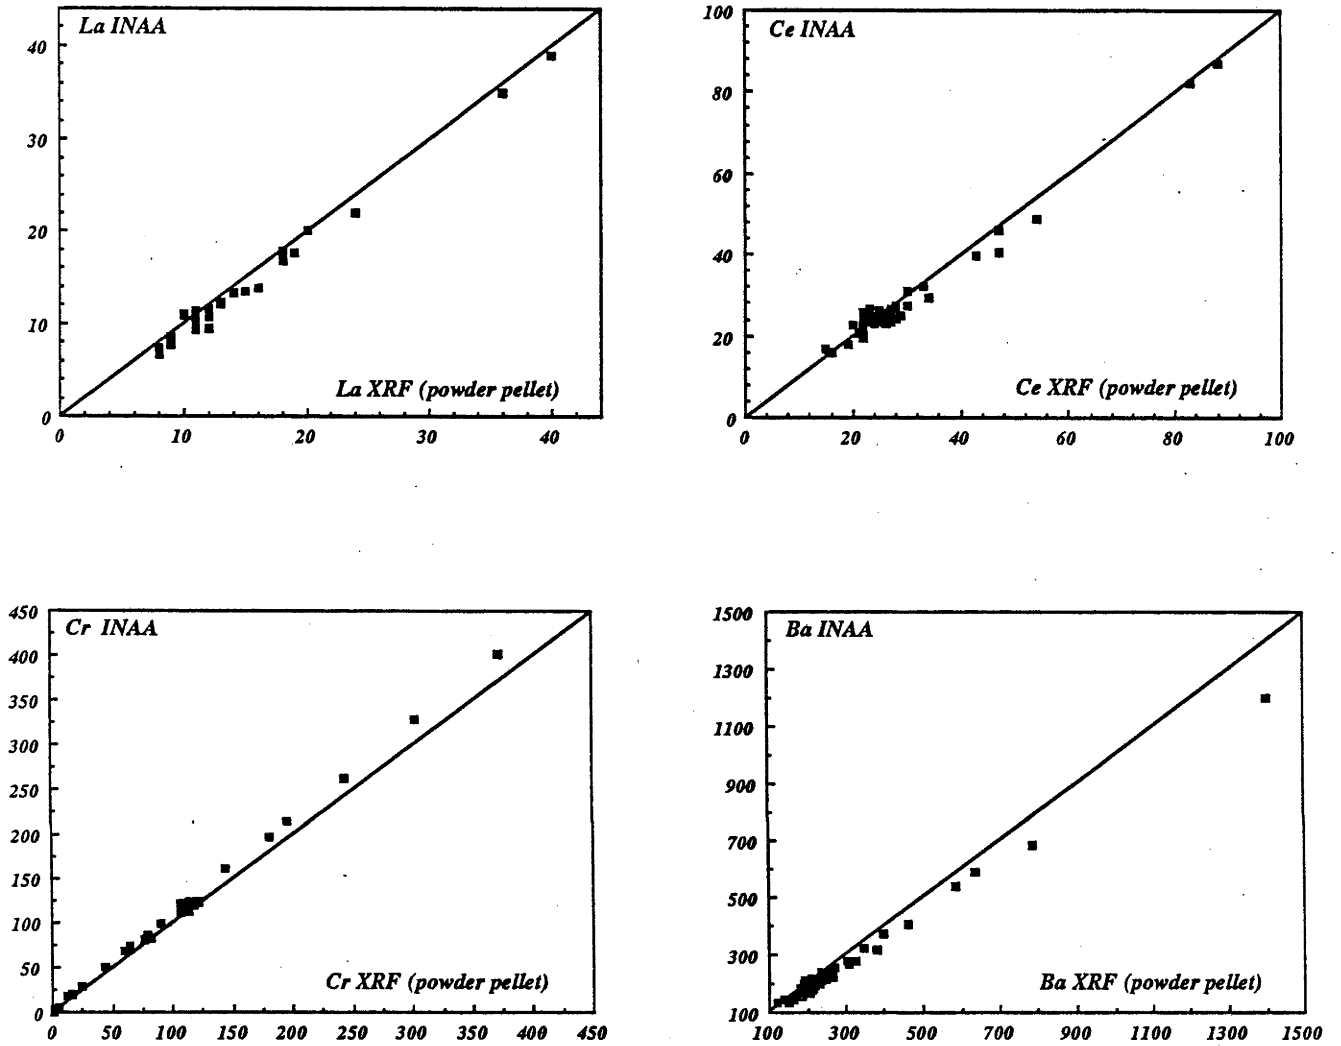 La INAA
40
30
20
10
0
0 10 20 30 40
La XRF (powder pellet)
Ce INAA
100
80
60
40
20
0
0 20 40 60 80 100
Ce XRF (powder pellet)
Cr INAA
450
400
350
300
250
200
150
100
50
0
0 50 100 150 200 250 300 350 400 450
Cr XRF (powder pellet)
Ba INAA
1500
1300
1100
900
700
500
300
100
100 300 500 700 900 1100 1300 1500
Ba XRF (powder pellet)